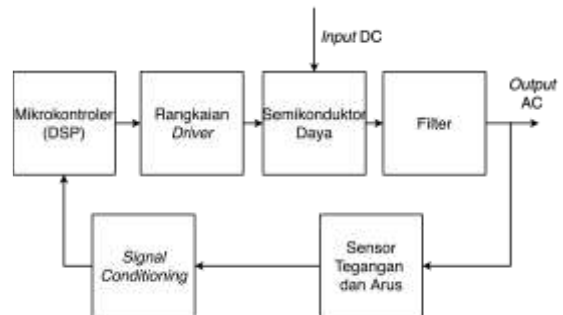 Input DC
Output
AC
Mikrokontroler
(DSP)
Rangkaian
Driver
Semikonduktor
Daya
Filter
Signal
Conditioning
Sensor
Tegangan
dan Arus